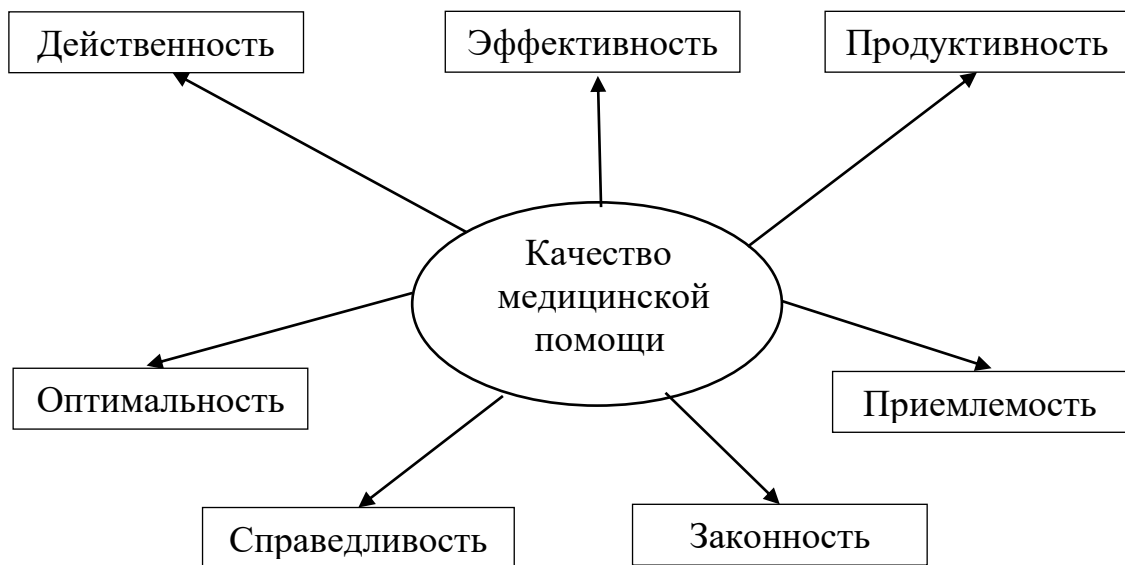 Действенность
Эффективность
Продуктивность
Качество
медицинской
помощи
Оптимальность
Приемлемость
Справедливость
Законность